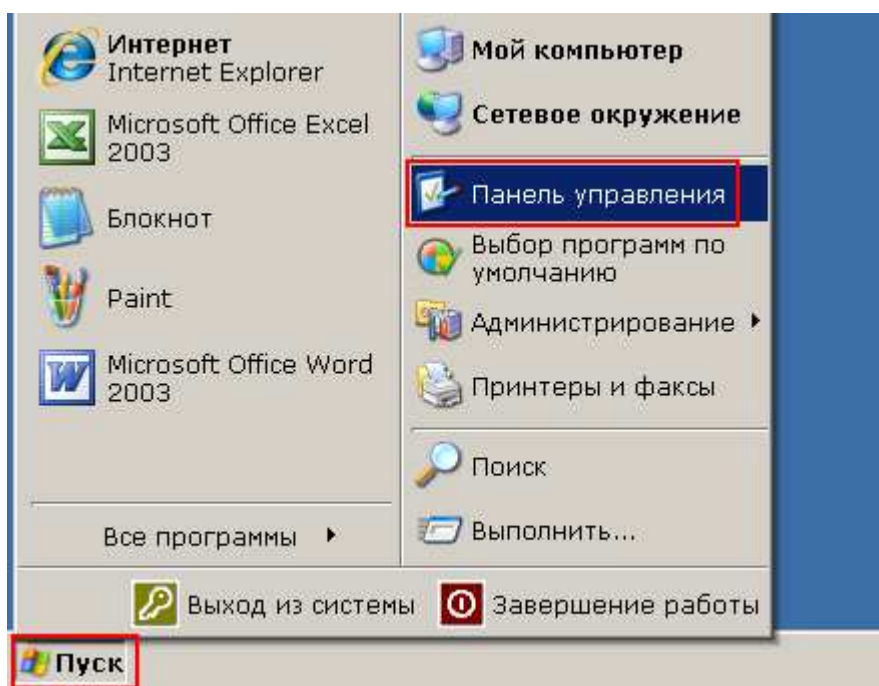 Интернет
Internet Explorer
Microsoft Office Excel
2003
Блокнот
Paint
Microsoft Office Word
2003
Все программы
Мой компьютер
Сетевое окружение
Панель управления
Выбор программ по
умолчанию
Администрирование
Принтеры и факсы
Поиск
Выполнить...
Выход из системы
Завершение работы
Пуск